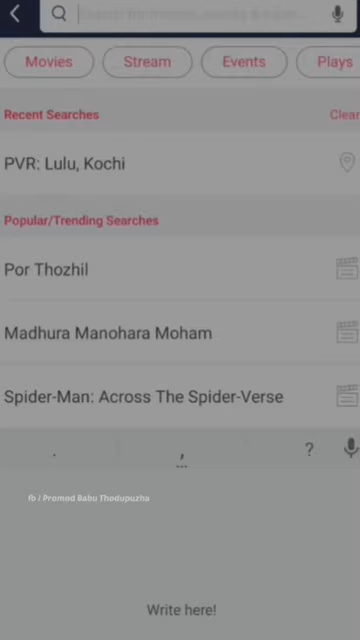 Movies
Stream
Events
Plays
Recent Searches
Clear
PVR: Lulu, Kochi
Popular/Trending Searches
Por Thozhil
Madhura Manohara Moham
Spider-Man: Across The Spider-Verse
. , ?
fb / Promod Babu Thodupuzha
Write here!